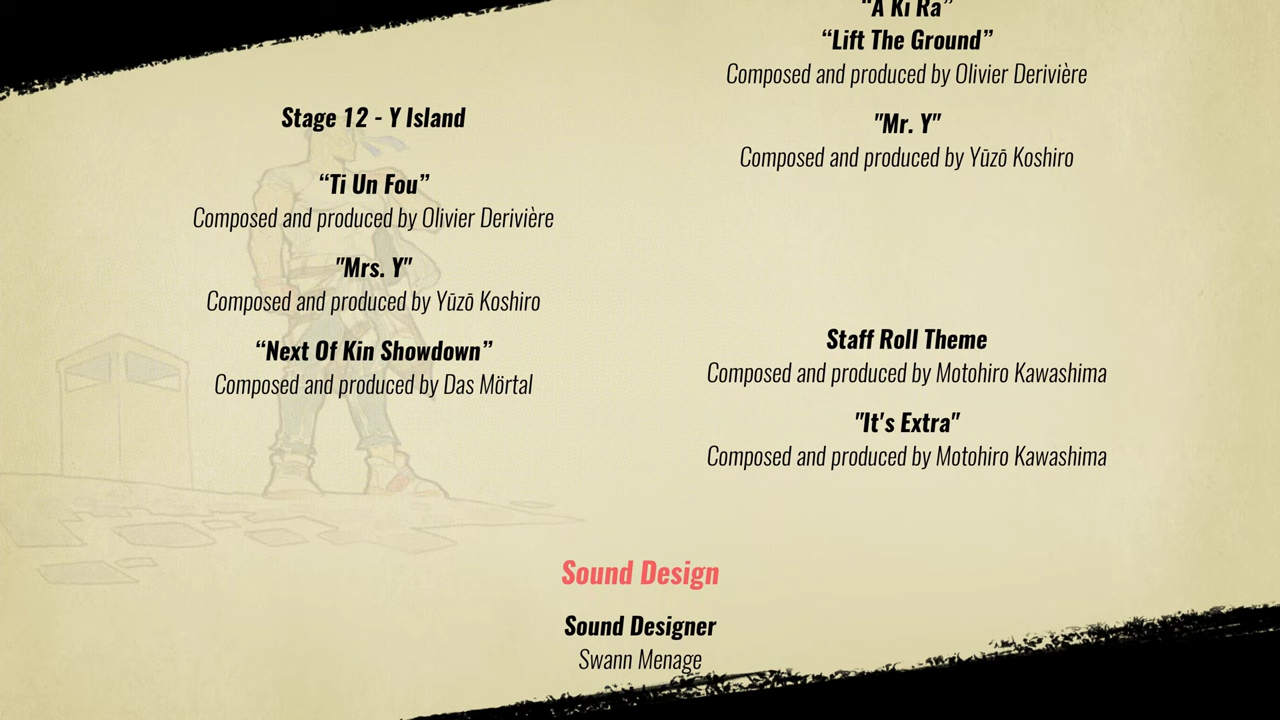 Stage 12 - Y Island
“Ti Un Fou”
Composed and produced by Olivier Derivière
"Mrs. Y"
Composed and produced by Yūzō Koshiro
“Next Of Kin Showdown”
Composed and produced by Das Mörtal
“A Ki Ra”
“Lift The Ground”
Composed and produced by Olivier Derivière
"Mr. Y"
Composed and produced by Yūzō Koshiro
Staff Roll Theme
Composed and produced by Motohiro Kawashima
"It's Extra"
Composed and produced by Motohiro Kawashima
Sound Design
Sound Designer
Swann Menage